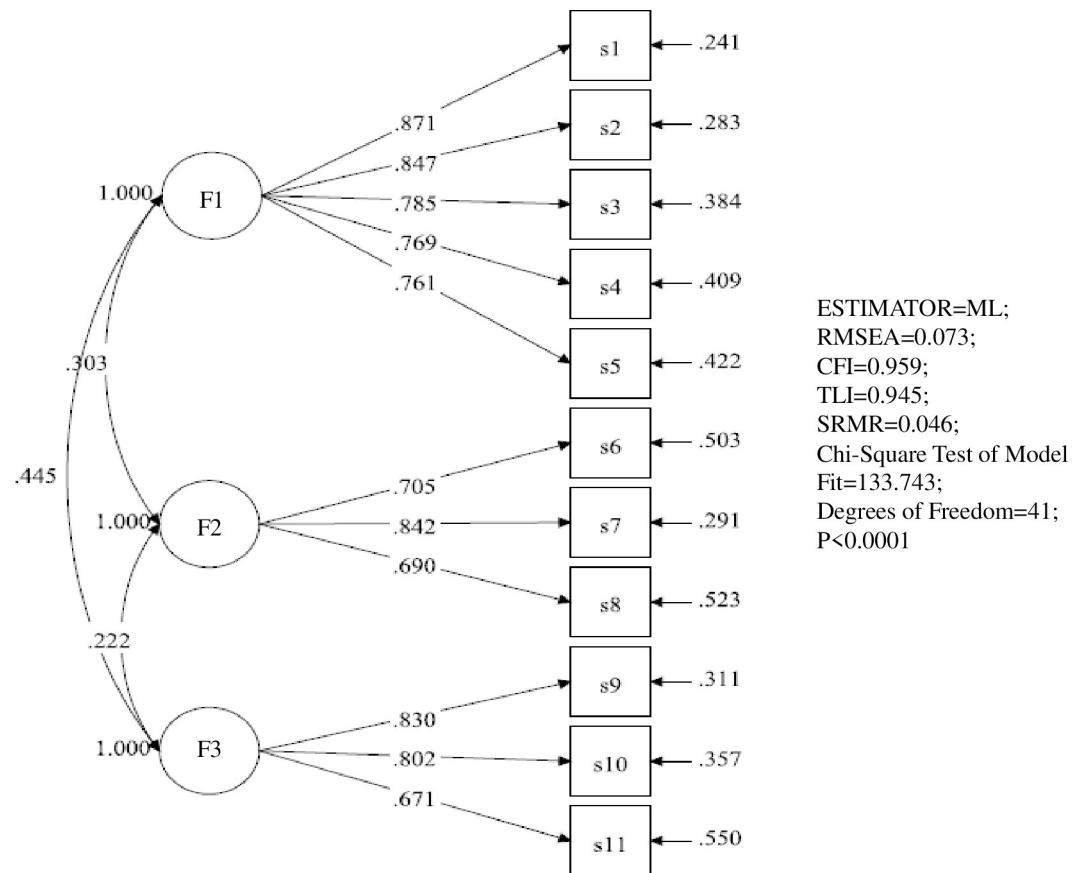 s1
.241
.871
s2
.283
.847
1.000
F1
.785
s3
.384
.769
s4
.409
.761
s5
.422
.303
s6
.503
.445
.705
1.000
F2
.842
s7
.291
.690
s8
.523
.222
s9
.311
.830
1.000
F3
.802
s10
.357
.671
s11
.550
ESTIMATOR=ML;
RMSEA=0.073;
CFI=0.959;
TLI=0.945;
SRMR=0.046;
Chi-Square Test of Model
Fit=133.743;
Degrees of Freedom=41;
P<0.0001